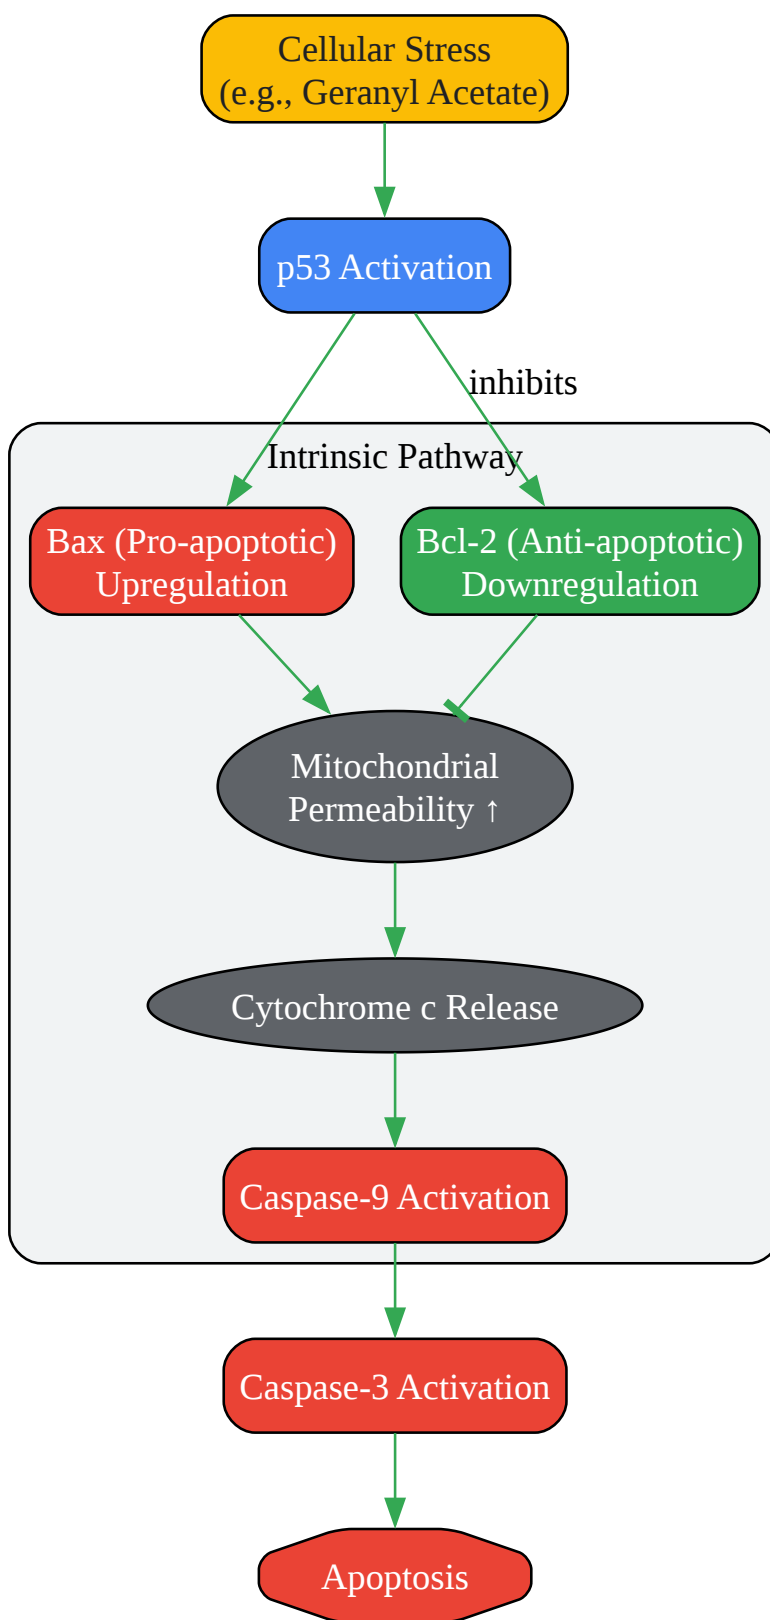 Cellular Stress
(e.g., Geranyl Acetate)
p53 Activation
inhibits
Intrinsic Pathway
Bax (Pro-apoptotic)
Upregulation
Bcl-2 (Anti-apoptotic)
Downregulation
Mitochondrial
Permeability ↑
Cytochrome c Release
Caspase-9 Activation
Caspase-3 Activation
Apoptosis